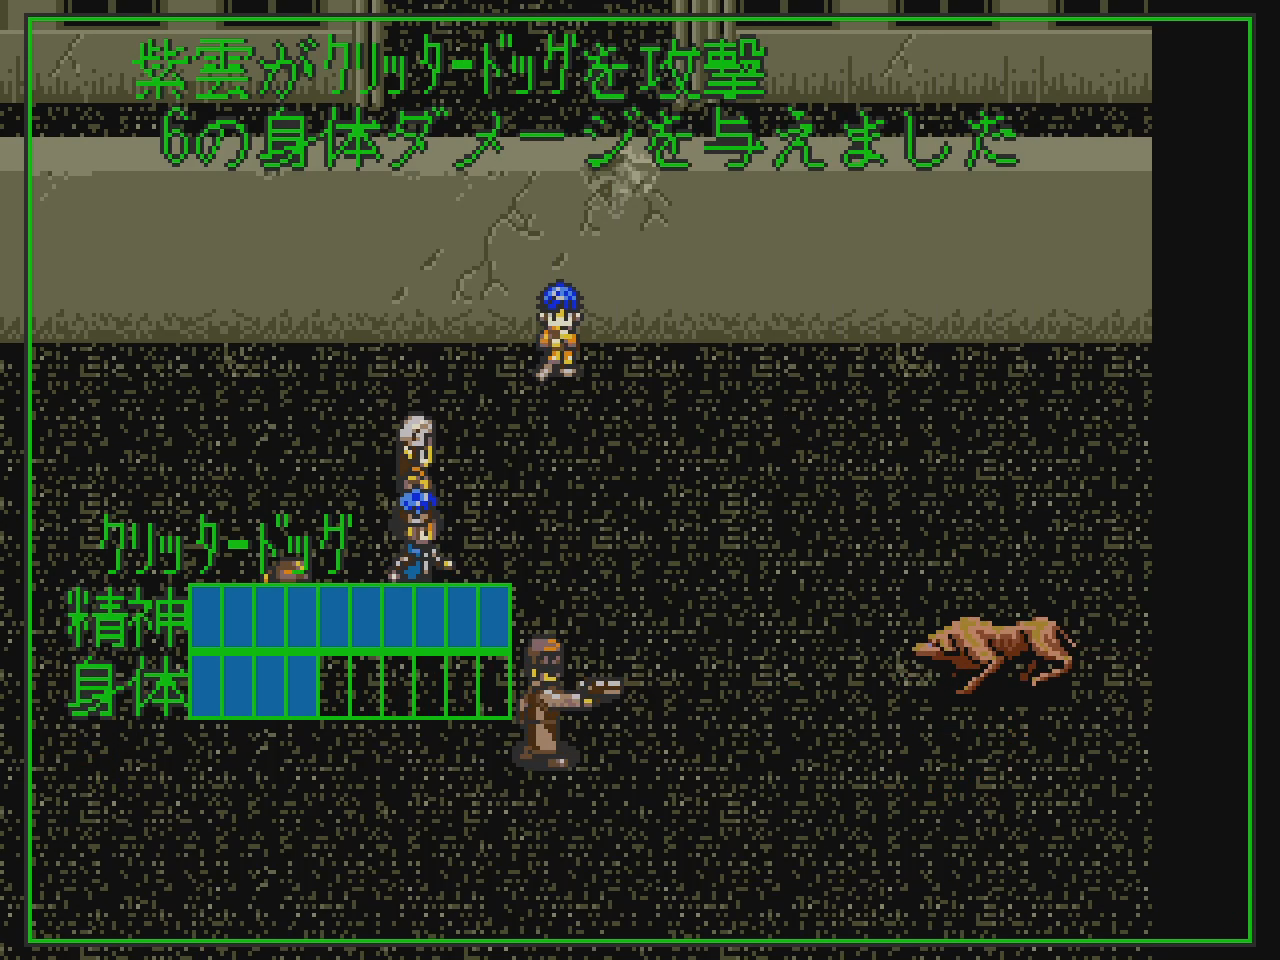 紫雲がｸﾘｯﾀｰﾄﾞｯｸﾞを攻撃
6の身体ダメージを与えました
ｸﾘｯﾀｰﾄﾞｯｸﾞ
精神
身体